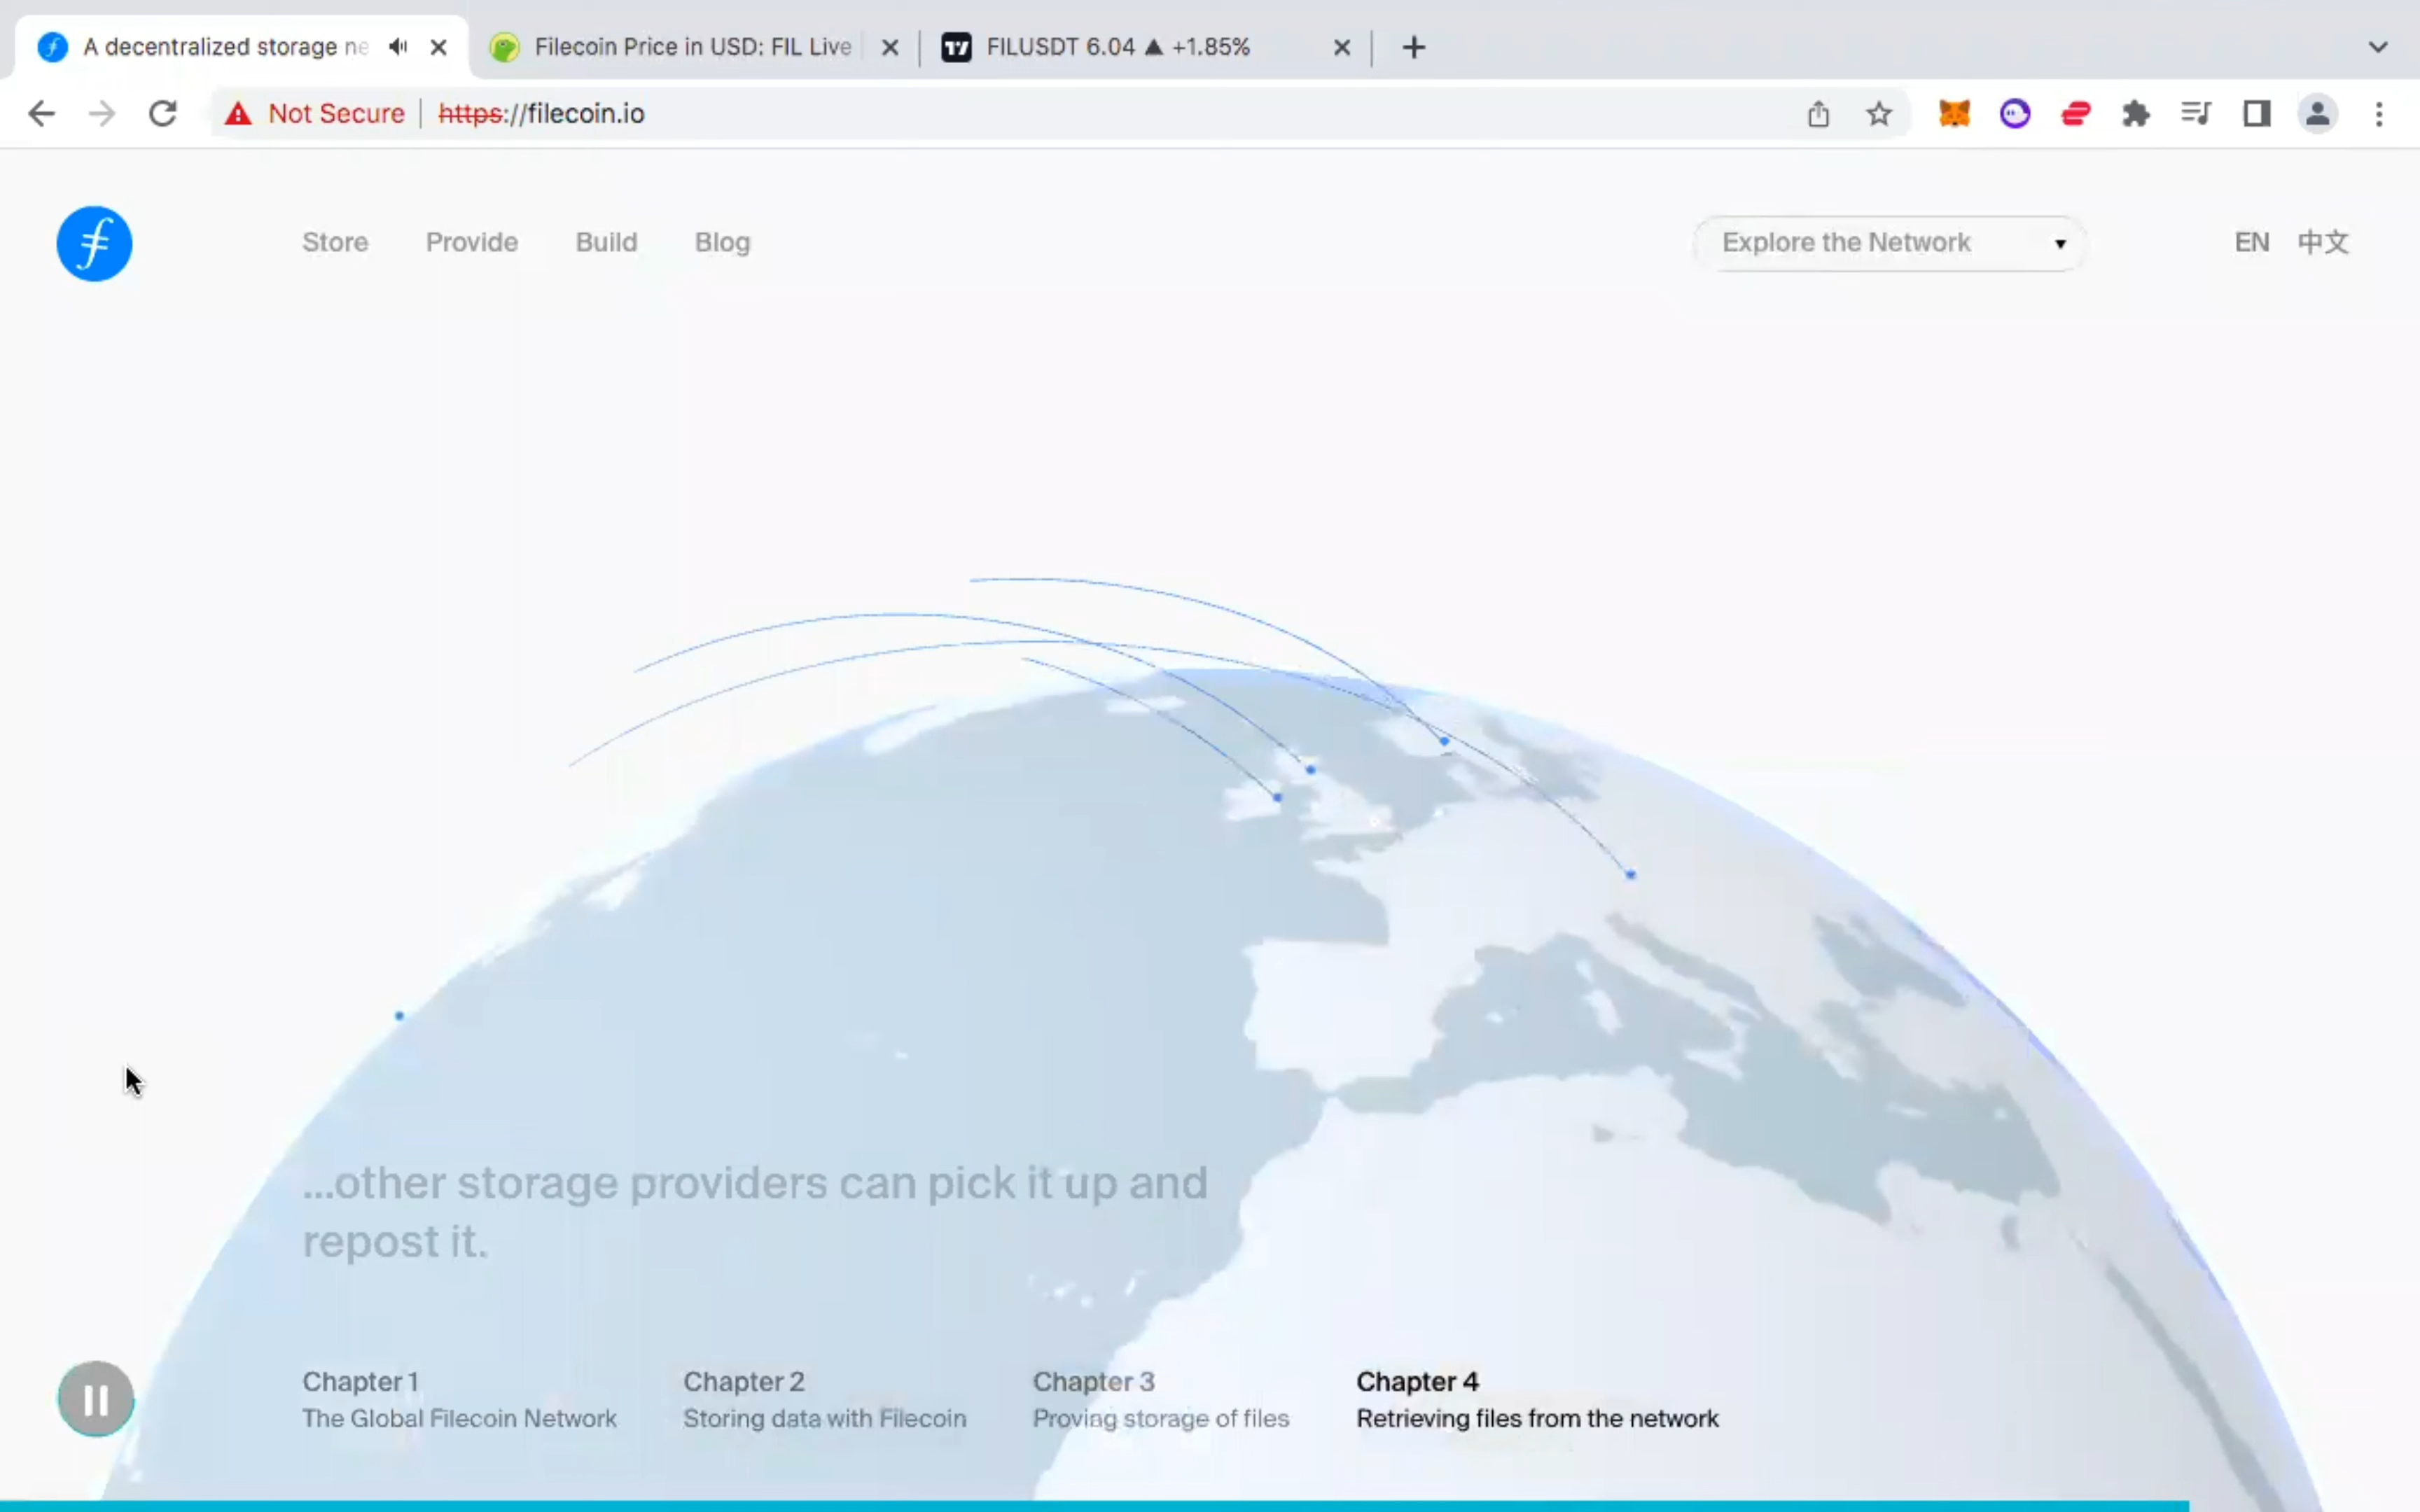 A decentralized storage ne
Filecoin Price in USD: FIL Live
FILUSDT 6.04 ▲ +1.85%
Not Secure
https://filecoin.io
Store
Provide
Build
Blog
Explore the Network
EN
中文
...other storage providers can pick it up and
repost it.
Chapter 1
The Global Filecoin Network
Chapter 2
Storing data with Filecoin
Chapter 3
Proving storage of files
Chapter 4
Retrieving files from the network